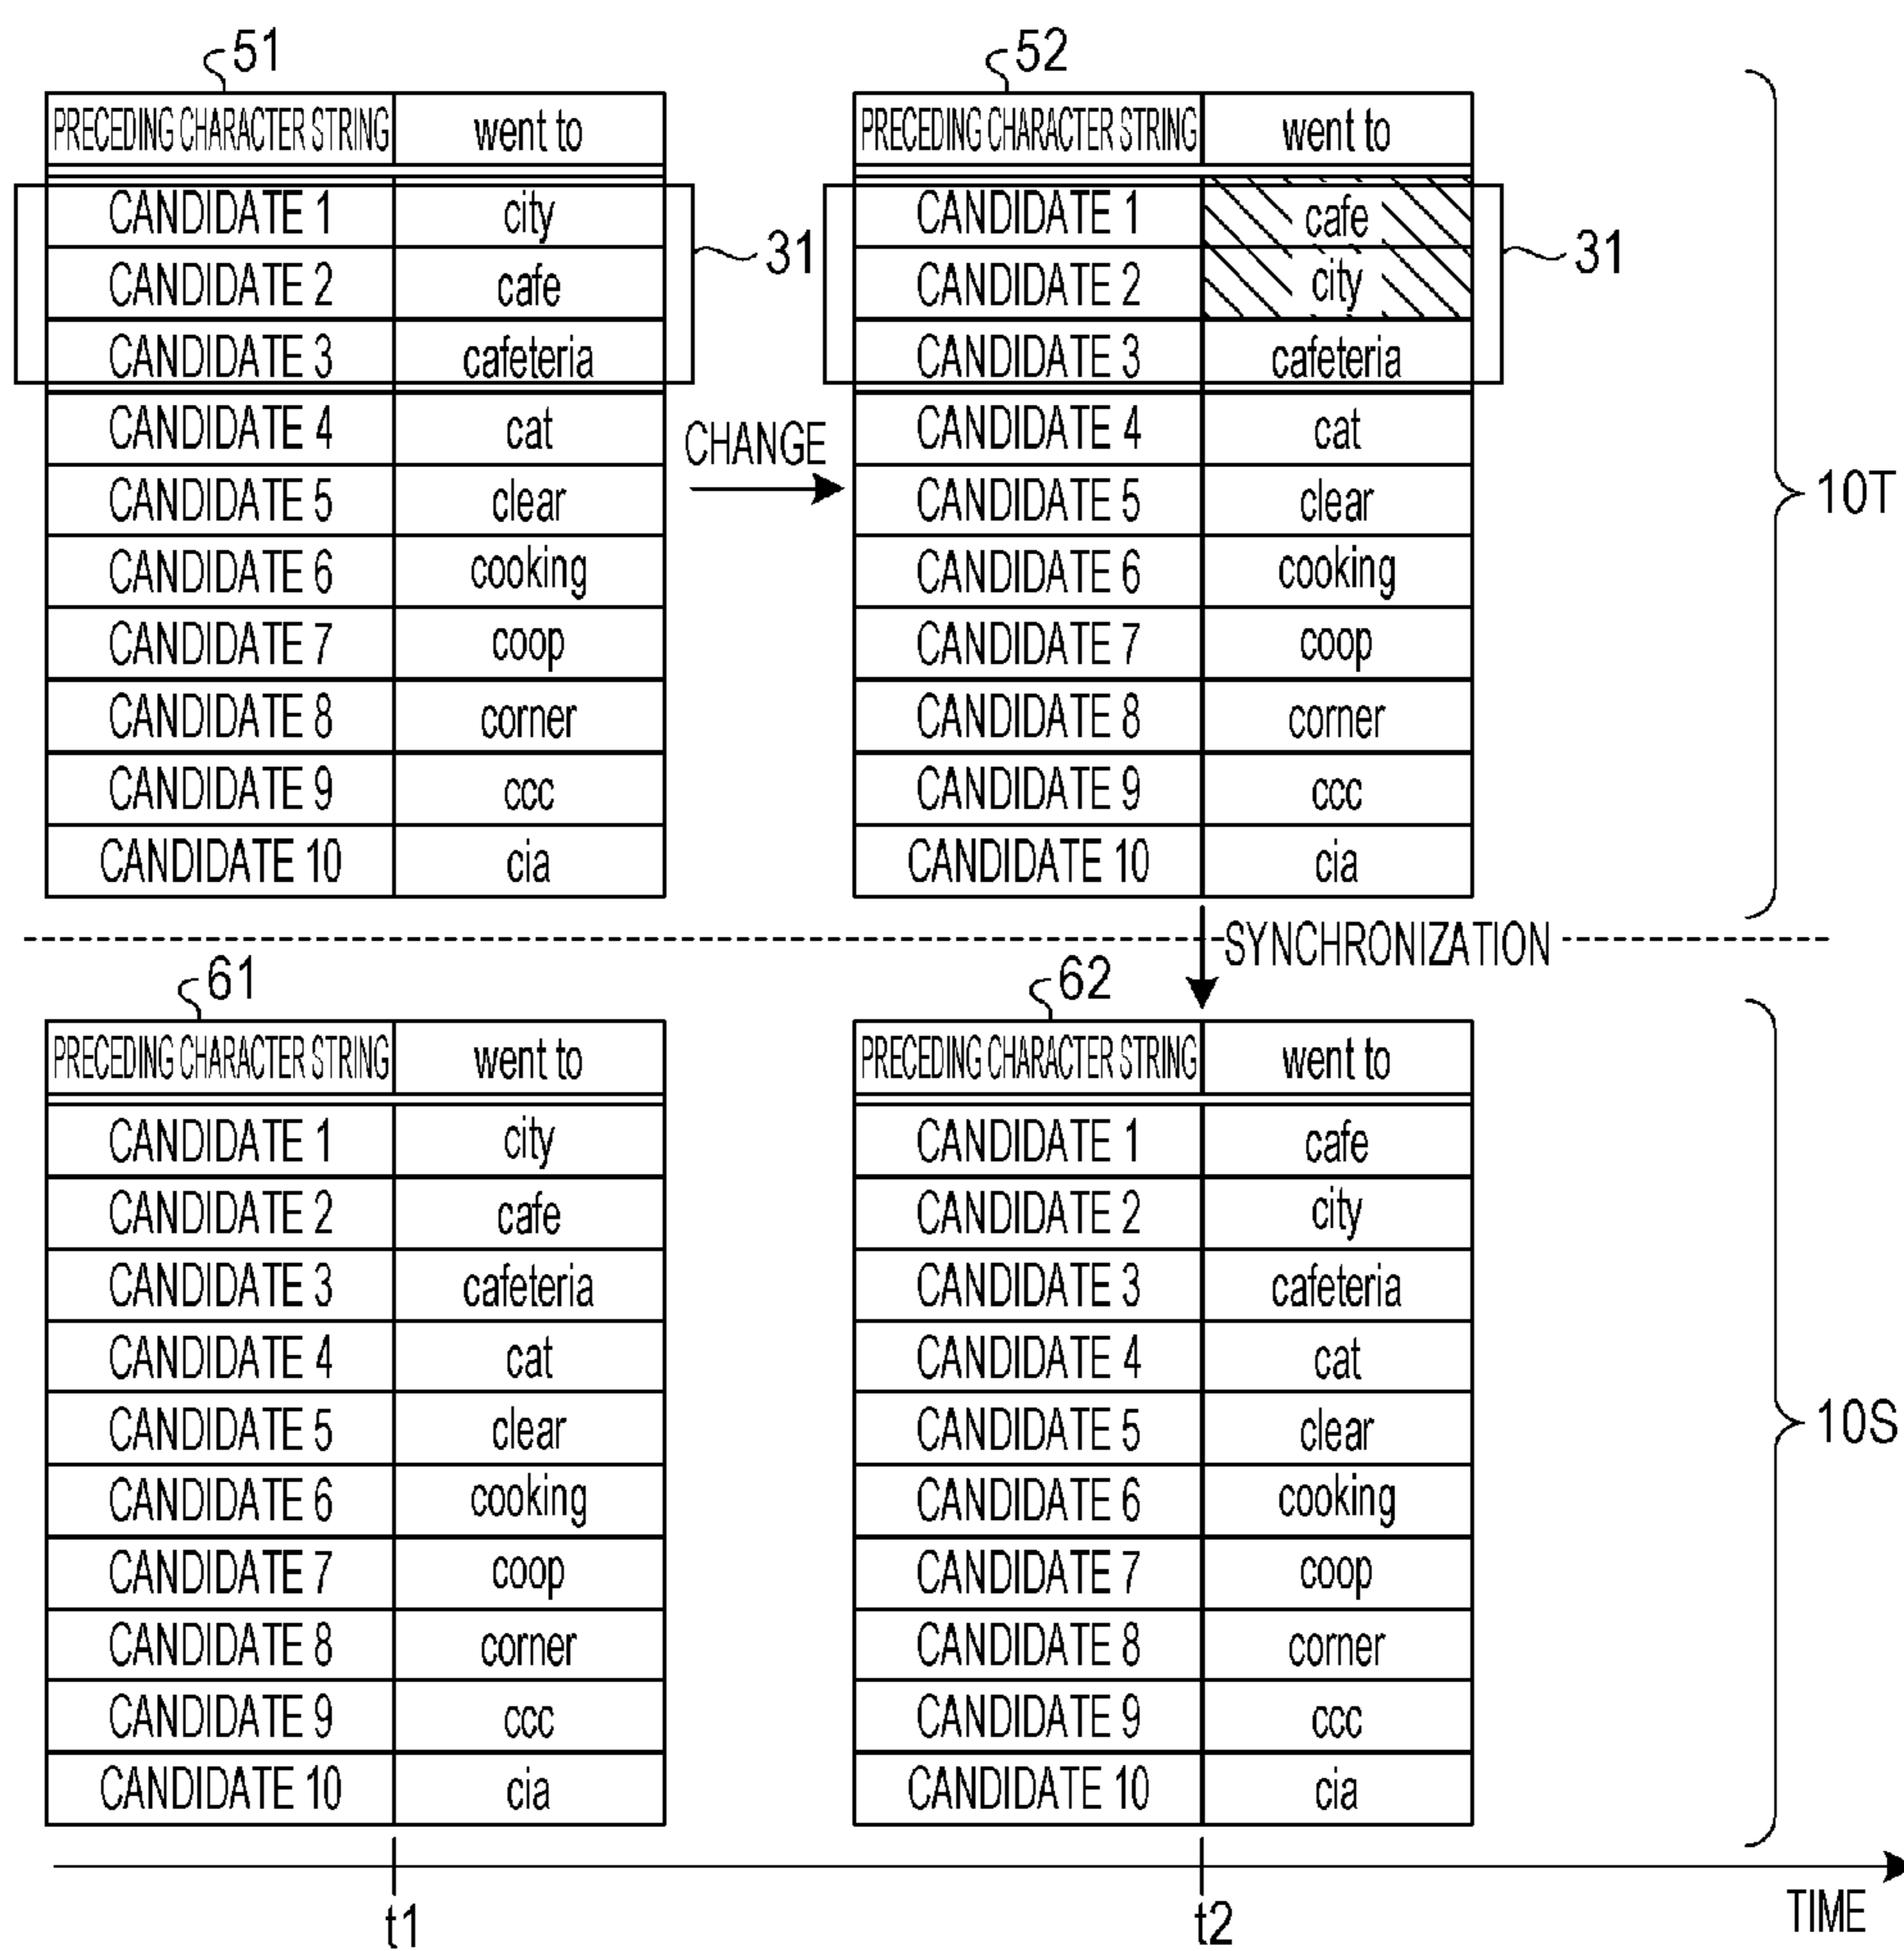 51
PRECEDING CHARACTER STRING went to
CANDIDATE 1 city
CANDIDATE 2 cafe
CANDIDATE 3 cafeteria
CANDIDATE 4 cat
CANDIDATE 5 clear
CANDIDATE 6 cooking
CANDIDATE 7 coop
CANDIDATE 8 corner
CANDIDATE 9 ccc
CANDIDATE 10 cia
31
CHANGE
52
PRECEDING CHARACTER STRING went to
CANDIDATE 1 cafe
CANDIDATE 2 city
CANDIDATE 3 cafeteria
CANDIDATE 4 cat
CANDIDATE 5 clear
CANDIDATE 6 cooking
CANDIDATE 7 coop
CANDIDATE 8 corner
CANDIDATE 9 ccc
CANDIDATE 10 cia
31
10T
SYNCHRONIZATION
61
PRECEDING CHARACTER STRING went to
CANDIDATE 1 city
CANDIDATE 2 cafe
CANDIDATE 3 cafeteria
CANDIDATE 4 cat
CANDIDATE 5 clear
CANDIDATE 6 cooking
CANDIDATE 7 coop
CANDIDATE 8 corner
CANDIDATE 9 ccc
CANDIDATE 10 cia
62
PRECEDING CHARACTER STRING went to
CANDIDATE 1 cafe
CANDIDATE 2 city
CANDIDATE 3 cafeteria
CANDIDATE 4 cat
CANDIDATE 5 clear
CANDIDATE 6 cooking
CANDIDATE 7 coop
CANDIDATE 8 corner
CANDIDATE 9 ccc
CANDIDATE 10 cia
10S
t1 t2 TIME